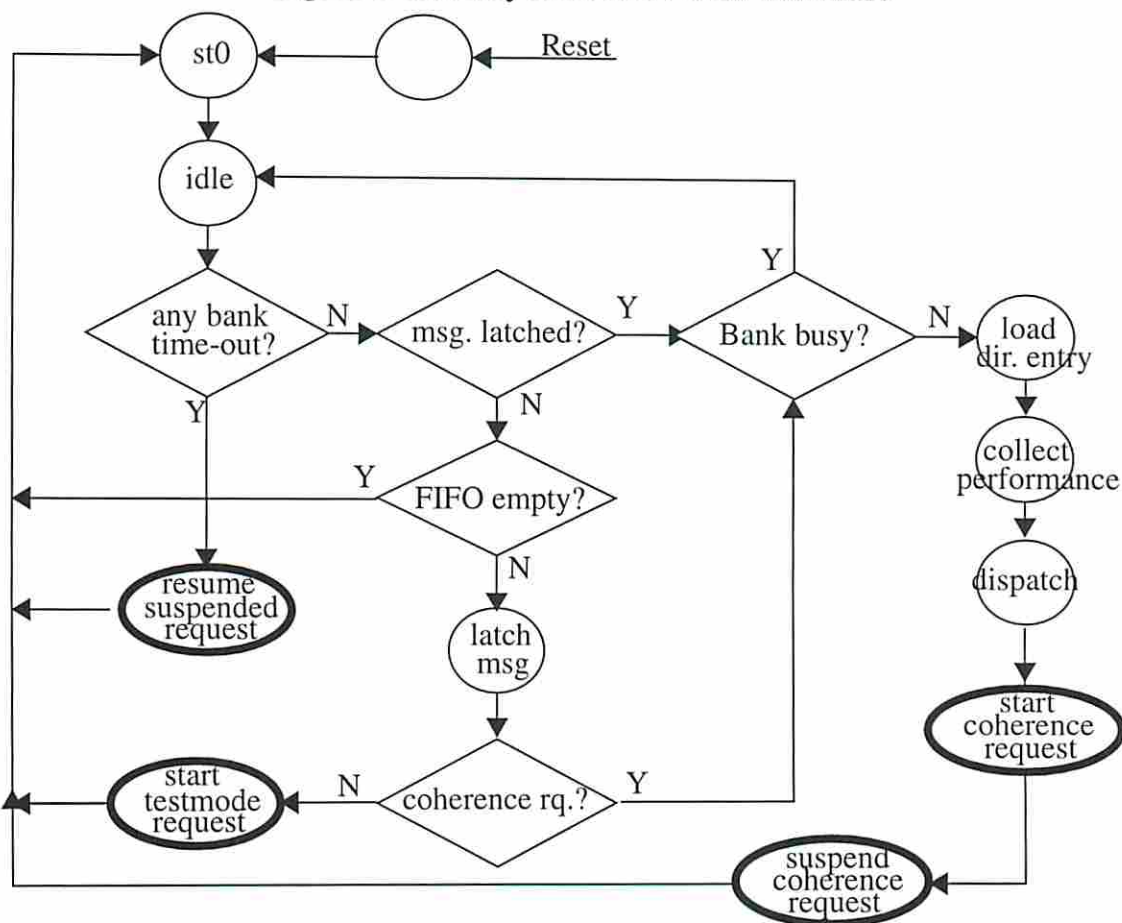 st0
Reset
idle
any bank
time-out?
N
msg. latched?
Y
Bank busy?
Y
N
load
dir. entry
Y
N
collect
performance
Y
FIFO empty?
N
dispatch
resume
suspended
request
latch
msg
start
coherence
request
start
testmode
request
N
coherence rq.?
Y
suspend
coherence
request